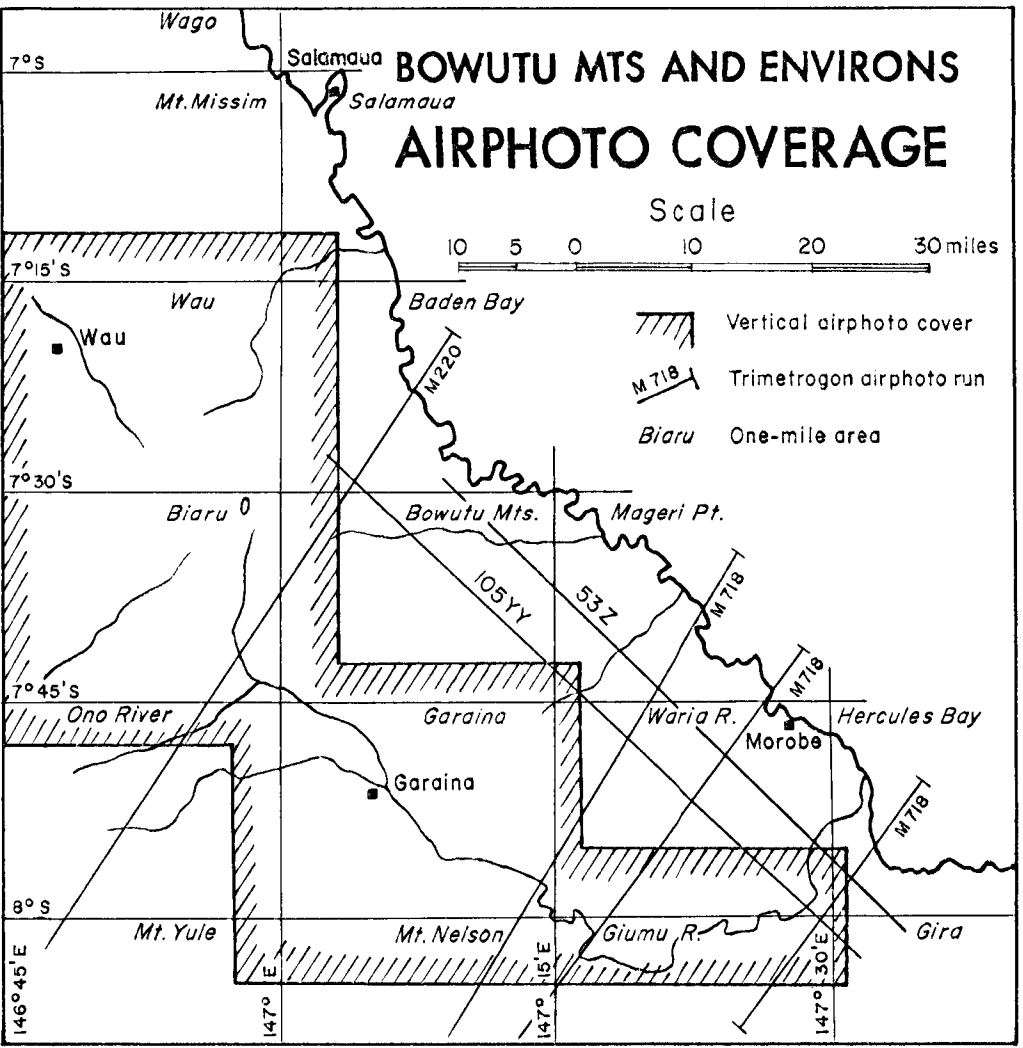 Wago
7°S
Salamaua
Mt. Missim
Salamaua
BOWUTU MTS AND ENVIRONS
AIRPHOTO COVERAGE
Scale
10 5 0 10 20 30 miles
7°15'S
Wau
Baden Bay
Wau
M220
Vertical airphoto cover
M 718
Trimetrogon airphoto run
Biaru
One-mile area
7°30'S
Biaru
Bowutu Mts.
Mageri Pt.
105YY
53Z
M718
7°45'S
Ono River
Garaina
Waria R.
M718
Hercules Bay
Morobe
Garaina
M718
8°S
Mt. Yule
Mt. Nelson
Giumu R.
Gira
146°45'E
147° E
147° 15'E
147° 30'E